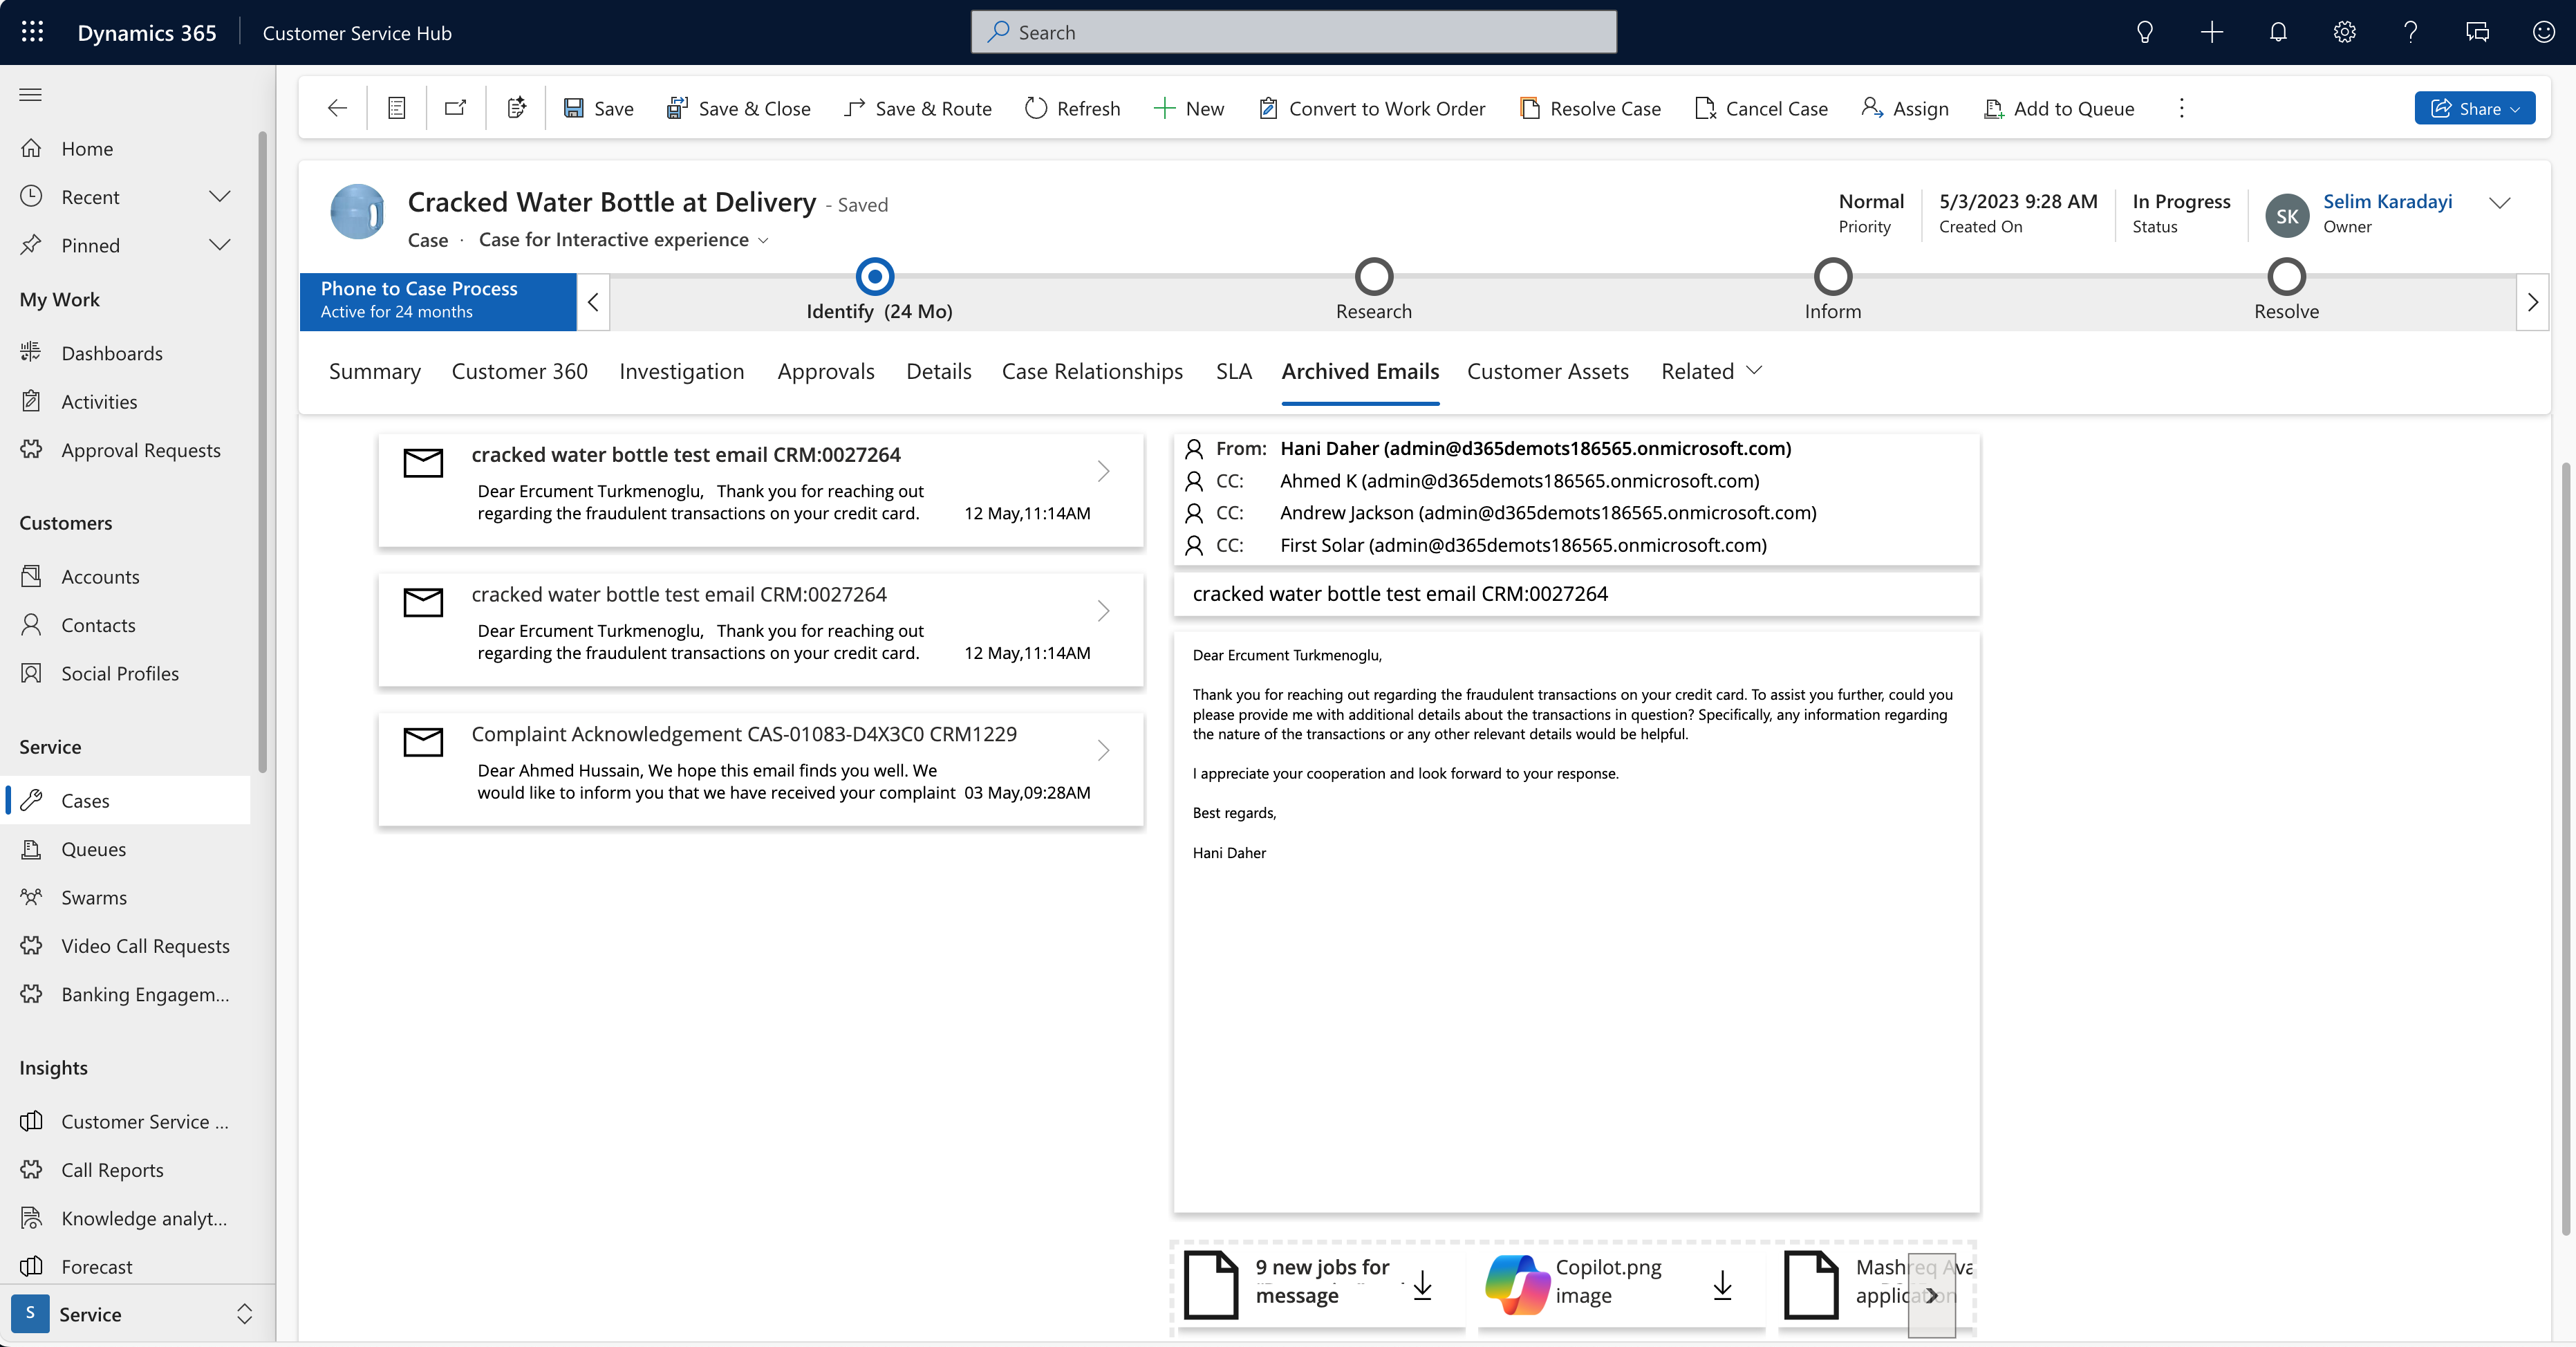 Dynamics 365
Customer Service Hub
Search
Save
Save & Close
Save & Route
Refresh
New
Convert to Work Order
Resolve Case
Cancel Case
Assign
Add to Queue
Share
Home
Recent
Pinned
My Work
Dashboards
Activities
Approval Requests
Customers
Accounts
Contacts
Social Profiles
Service
Cases
Queues
Swarms
Video Call Requests
Banking Engagem...
Insights
Customer Service ...
Call Reports
Knowledge analyt...
Forecast
S
Service
Cracked Water Bottle at Delivery - Saved
Case · Case for Interactive experience
Normal
Priority
5/3/2023 9:28 AM
Created On
In Progress
Status
SK
Selim Karadayi
Owner
Phone to Case Process
Active for 24 months
Identify (24 Mo)
Research
Inform
Resolve
Summary
Customer 360
Investigation
Approvals
Details
Case Relationships
SLA
Archived Emails
Customer Assets
Related
cracked water bottle test email CRM:0027264
Dear Ercument Turkmenoglu, Thank you for reaching out
regarding the fraudulent transactions on your credit card.
12 May,11:14AM
cracked water bottle test email CRM:0027264
Dear Ercument Turkmenoglu, Thank you for reaching out
regarding the fraudulent transactions on your credit card.
12 May,11:14AM
Complaint Acknowledgement CAS-01083-D4X3C0 CRM1229
Dear Ahmed Hussain, We hope this email finds you well. We
would like to inform you that we have received your complaint
03 May,09:28AM
From: Hani Daher (admin@d365demots186565.onmicrosoft.com)
CC: Ahmed K (admin@d365demots186565.onmicrosoft.com)
CC: Andrew Jackson (admin@d365demots186565.onmicrosoft.com)
CC: First Solar (admin@d365demots186565.onmicrosoft.com)
cracked water bottle test email CRM:0027264
Dear Ercument Turkmenoglu,
Thank you for reaching out regarding the fraudulent transactions on your credit card. To assist you further, could you
please provide me with additional details about the transactions in question? Specifically, any information regarding
the nature of the transactions or any other relevant details would be helpful.
I appreciate your cooperation and look forward to your response.
Best regards,
Hani Daher
9 new jobs for
message
Copilot.png
image
Mashreq Ava
application